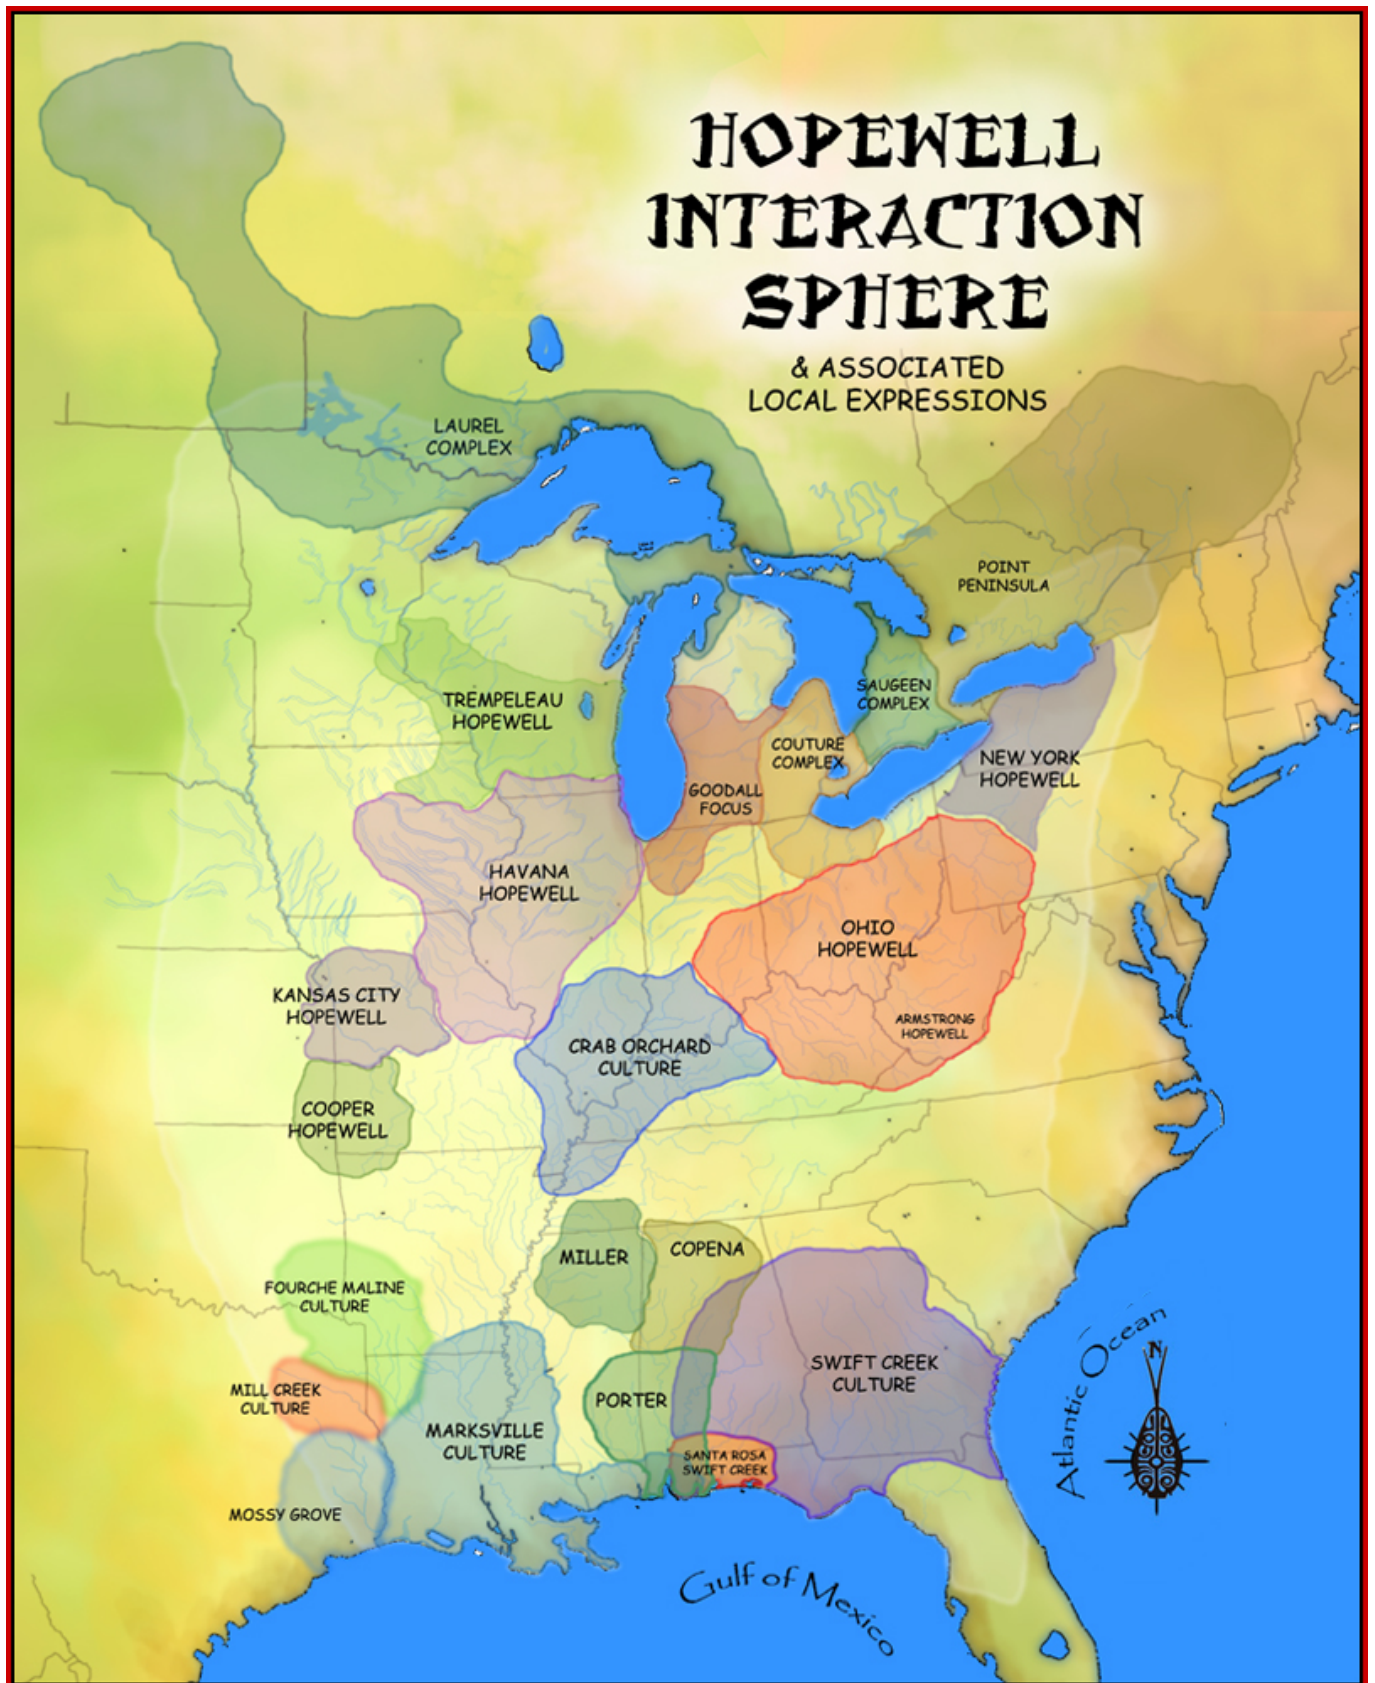 HOPEWELL
INTERACTION
SPHERE
& ASSOCIATED
LOCAL EXPRESSIONS
LAUREL
COMPLEX
POINT
PENINSULA
SAUGEEN
COMPLEX
TREMPELEAU
HOPEWELL
COUTURE
COMPLEX
NEW YORK
HOPEWELL
GOODALL
FOCUS
HAVANA
HOPEWELL
OHIO
HOPEWELL
KANSAS CITY
HOPEWELL
ARMSTRONG
HOPEWELL
CRAB ORCHARD
CULTURE
COOPER
HOPEWELL
MILLER
COPENA
FOURCHE MALINE
CULTURE
SWIFT CREEK
CULTURE
MILL CREEK
CULTURE
PORTER
MARKSVILLE
CULTURE
SANTA ROSA
SWIFT CREEK
MOSSY GROVE
Atlantic Ocean
N
Gulf of Mexico